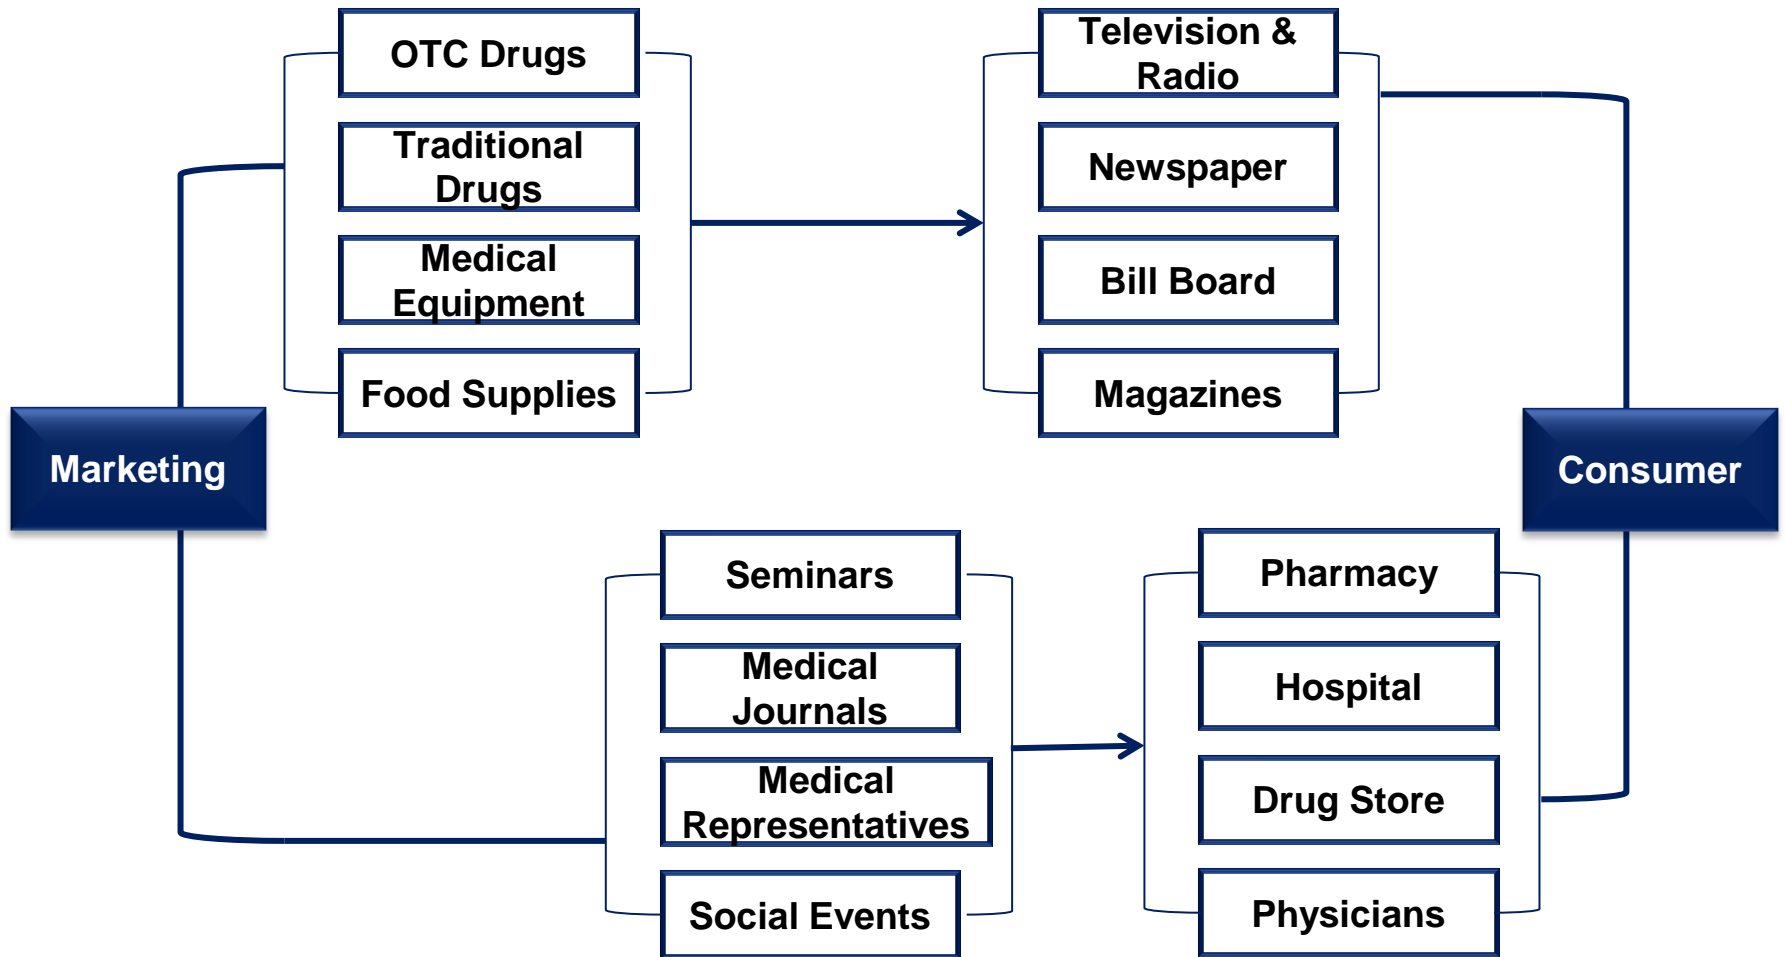 OTC Drugs
Traditional
Drugs
Medical
Equipment
Food Supplies
Television &
Radio
Newspaper
Bill Board
Magazines
Marketing
Consumer
Seminars
Medical
Journals
Medical
Representatives
Social Events
Pharmacy
Hospital
Drug Store
Physicians